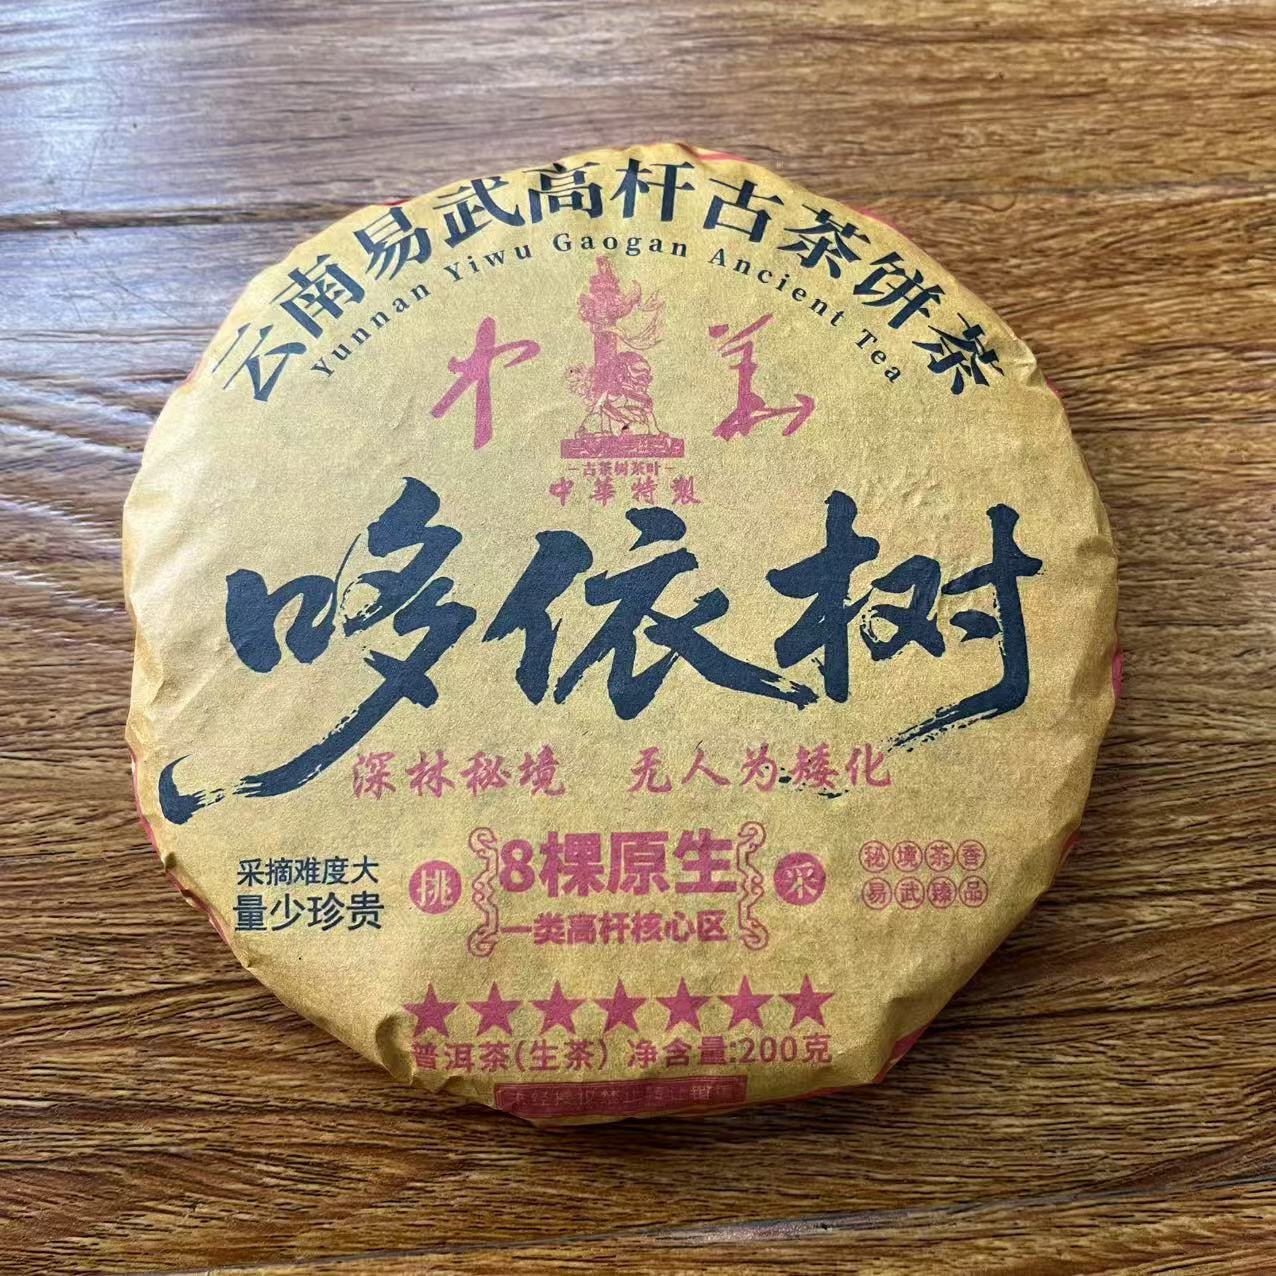 云南易武高杆古茶饼茶
Yunnan Yiwu Gaogan Ancient Tea
中華
古茶树茶叶
中華特製
哆依树
深林秘境 无人为矮化
采摘难度大
量少珍贵
挑
8棵原生
采
一类高杆核心区
秘境茶香
易武臻品
普洱茶(生茶) 净含量:200克